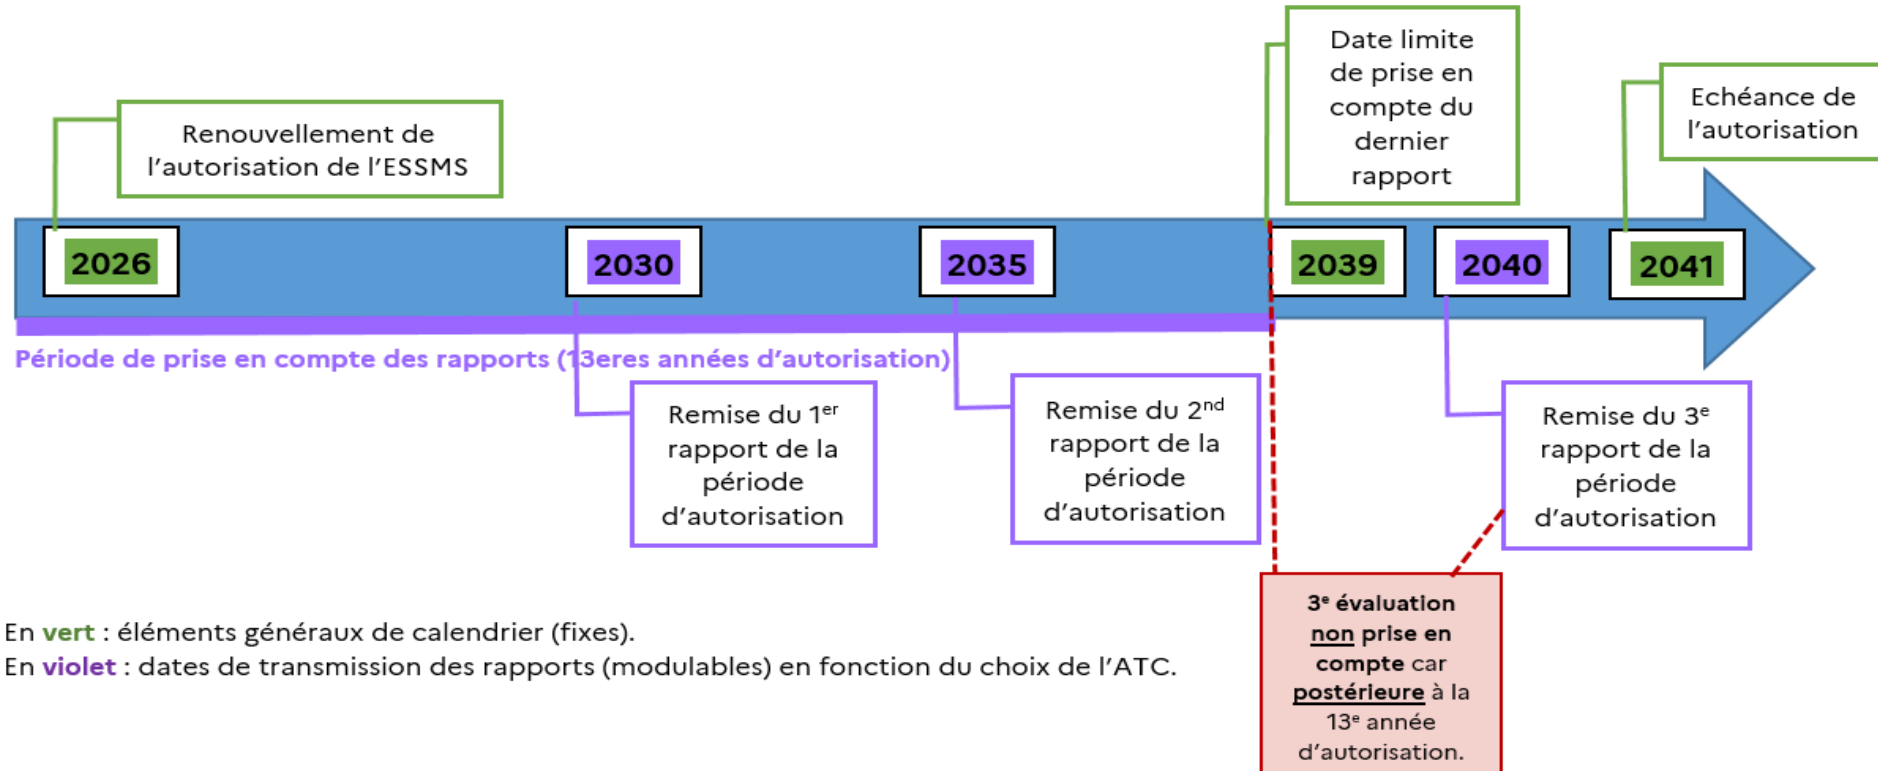 Date limite
de prise en
compte du
dernier
rapport
Echéance de
l'autorisation
Renouvellement de
l'autorisation de l'ESSMS
2026
2030
2035
2039
2040
2041
Période de prise en compte des rapports (13eres années d'autorisation)
Remise du 1er
rapport de la
période
d'autorisation
Remise du 2nd
rapport de la
période
d'autorisation
Remise du 3e
rapport de la
période
d'autorisation
3e évaluation
non prise en
compte car
postérieure à la
13e année
d'autorisation.
En vert : éléments généraux de calendrier (fixes).
En violet : dates de transmission des rapports (modulables) en fonction du choix de l'ATC.